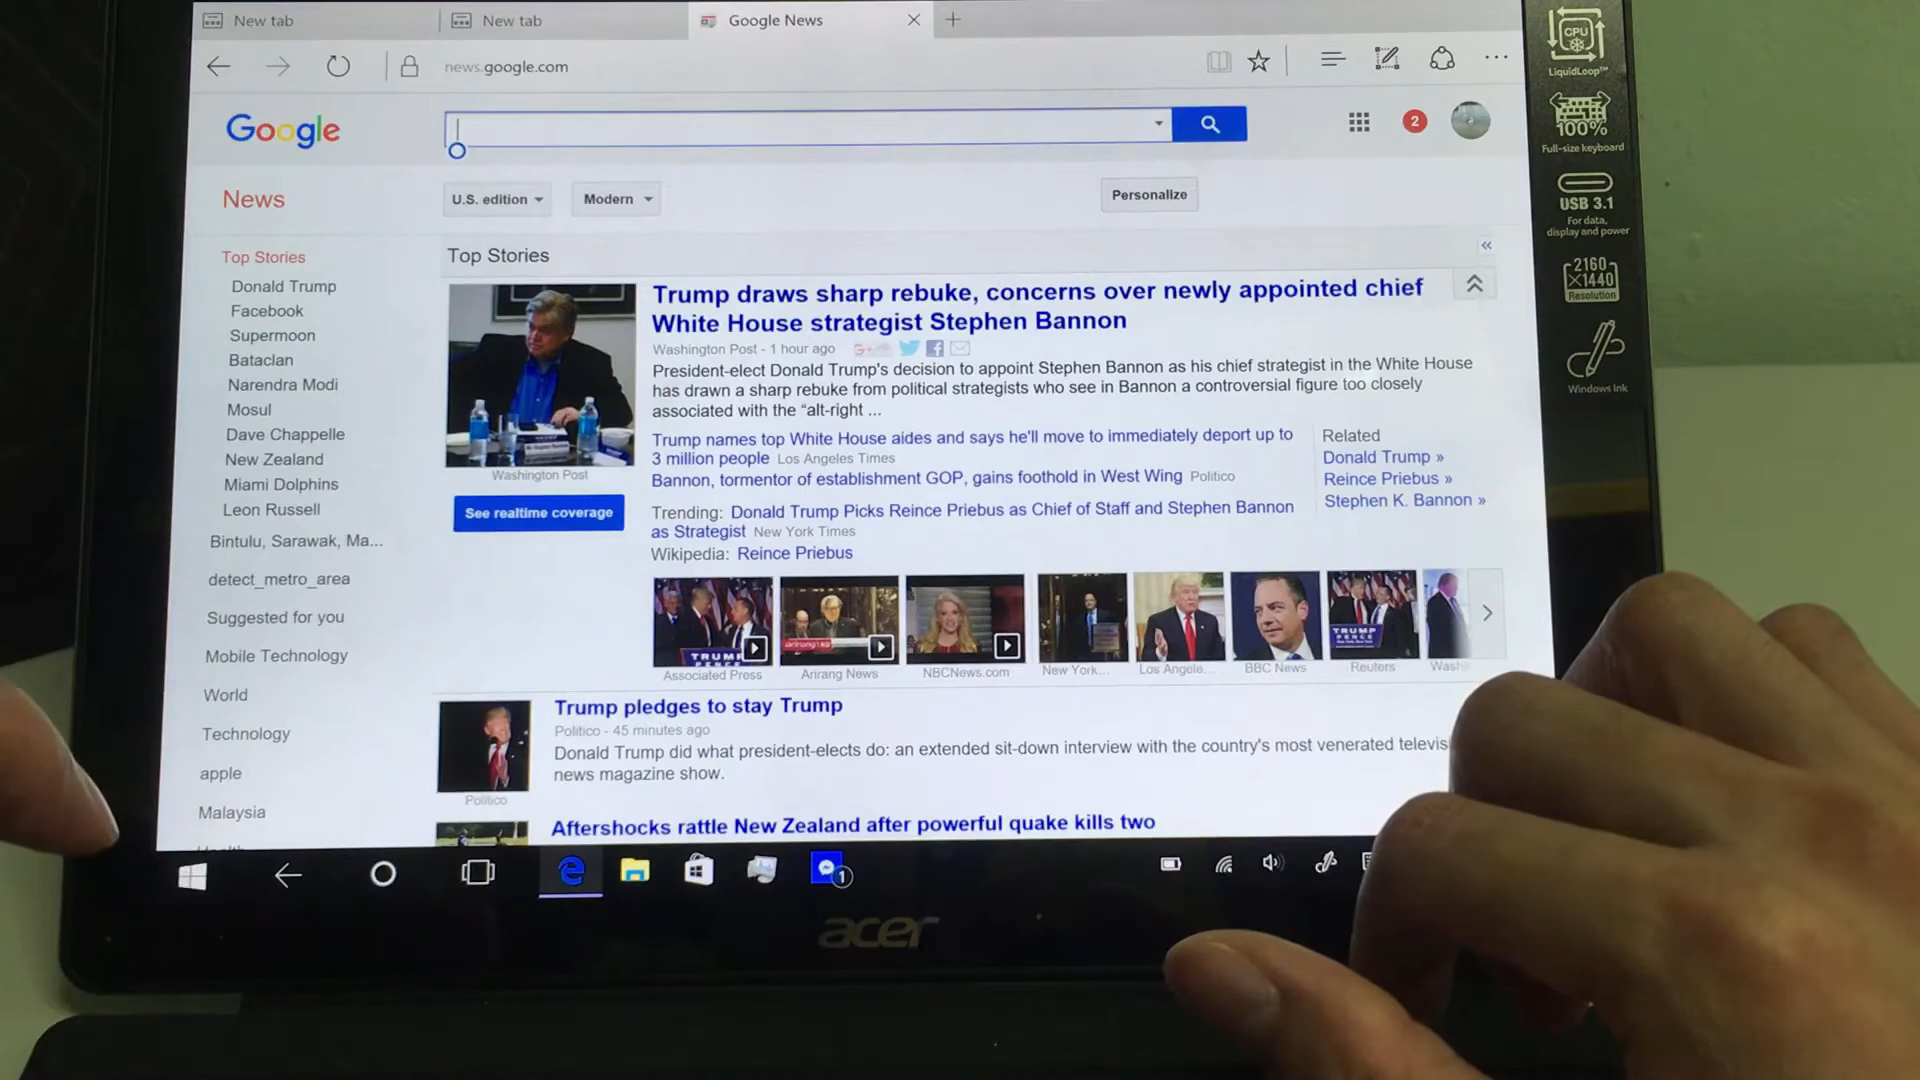 New tab
New tab
Google News
news.google.com
Google
2
News
U.S. edition
Modern
Personalize
Top Stories
Donald Trump
Facebook
Supermoon
Bataclan
Narendra Modi
Mosul
Dave Chappelle
New Zealand
Miami Dolphins
Leon Russell
Bintulu, Sarawak, Ma...
detect_metro_area
Suggested for you
Mobile Technology
World
Technology
apple
Malaysia
Top Stories
Trump draws sharp rebuke, concerns over newly appointed chief
White House strategist Stephen Bannon
Washington Post - 1 hour ago
President-elect Donald Trump's decision to appoint Stephen Bannon as his chief strategist in the White House
has drawn a sharp rebuke from political strategists who see in Bannon a controversial figure too closely
associated with the “alt-right ...
Washington Post
See realtime coverage
Trump names top White House aides and says he'll move to immediately deport up to
3 million people Los Angeles Times
Bannon, tormentor of establishment GOP, gains foothold in West Wing Politico
Trending: Donald Trump Picks Reince Priebus as Chief of Staff and Stephen Bannon
as Strategist New York Times
Wikipedia: Reince Priebus
Related
Donald Trump »
Reince Priebus »
Stephen K. Bannon »
TRUMP
PENCE
TRUMP
PENCE
Associated Press
Arirang News
NBCNews.com
New York...
Los Angele...
BBC News
Reuters
Trump pledges to stay Trump
Politico - 45 minutes ago
Donald Trump did what president-elects do: an extended sit-down interview with the country's most venerated televis
news magazine show.
Politico
Aftershocks rattle New Zealand after powerful quake kills two
1
acer
CPU
LiquidLoop™
100%
Full-size keyboard
USB 3.1
For data,
display and power
2160
×1440
Resolution
Windows Ink